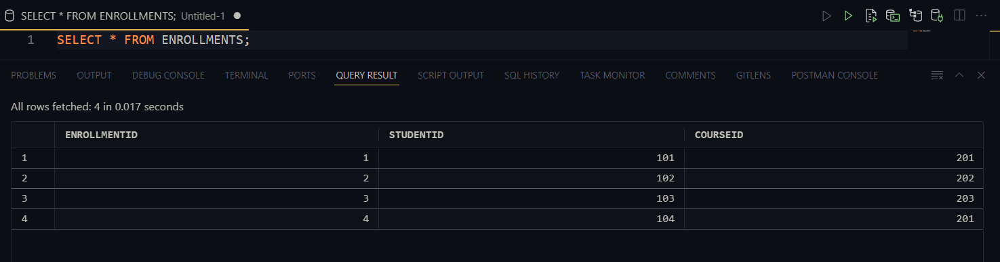 SELECT * FROM ENROLLMENTS; Untitled-1
1 SELECT * FROM ENROLLMENTS;
PROBLEMS OUTPUT DEBUG CONSOLE TERMINAL PORTS QUERY RESULT SCRIPT OUTPUT SQL HISTORY TASK MONITOR COMMENTS GITLENS POSTMAN CONSOLE
All rows fetched: 4 in 0.017 seconds
ENROLLMENTID STUDENTID COURSEID
1 1 101 201
2 2 102 202
3 3 103 203
4 4 104 201